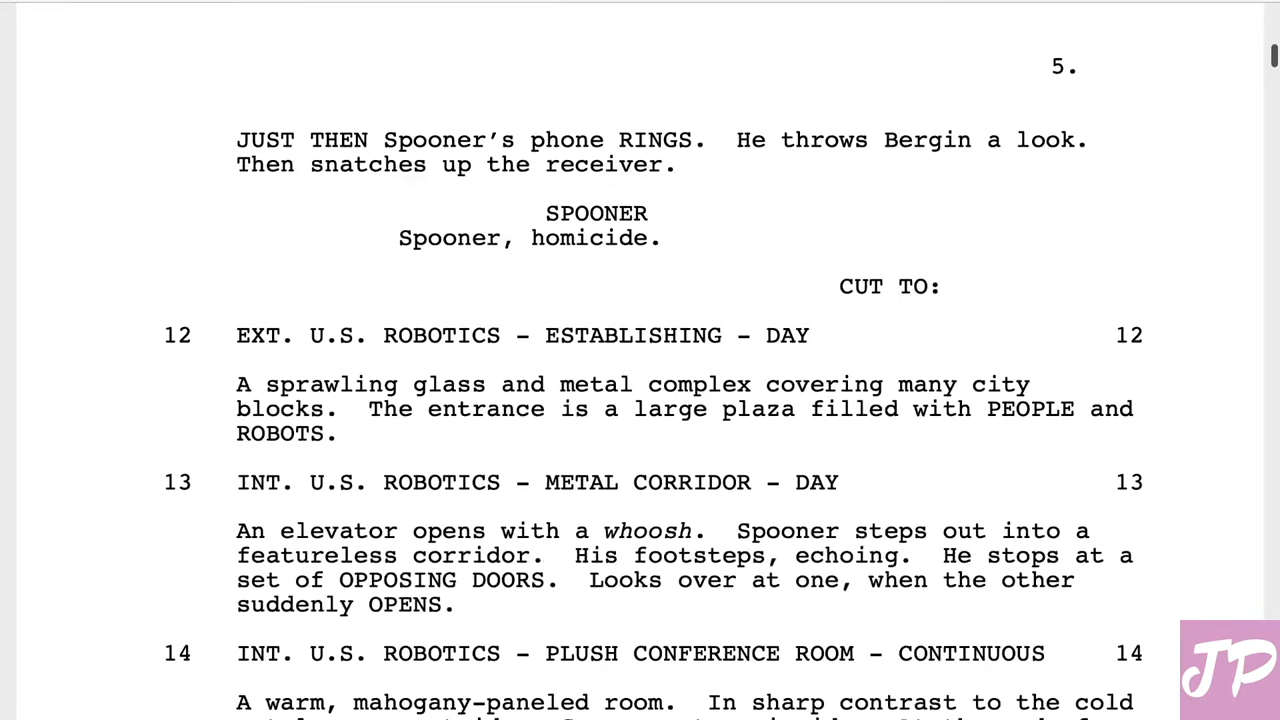 5.
JUST THEN Spooner's phone RINGS.  He throws Bergin a look.
Then snatches up the receiver.
SPOONER
Spooner, homicide.
CUT TO:
12 EXT. U.S. ROBOTICS - ESTABLISHING - DAY 12
A sprawling glass and metal complex covering many city
blocks.  The entrance is a large plaza filled with PEOPLE and
ROBOTS.
13 INT. U.S. ROBOTICS - METAL CORRIDOR - DAY 13
An elevator opens with a whoosh.  Spooner steps out into a
featureless corridor.  His footsteps, echoing.  He stops at a
set of OPPOSING DOORS.  Looks over at one, when the other
suddenly OPENS.
14 INT. U.S. ROBOTICS - PLUSH CONFERENCE ROOM - CONTINUOUS 14
A warm, mahogany-paneled room.  In sharp contrast to the cold
JP